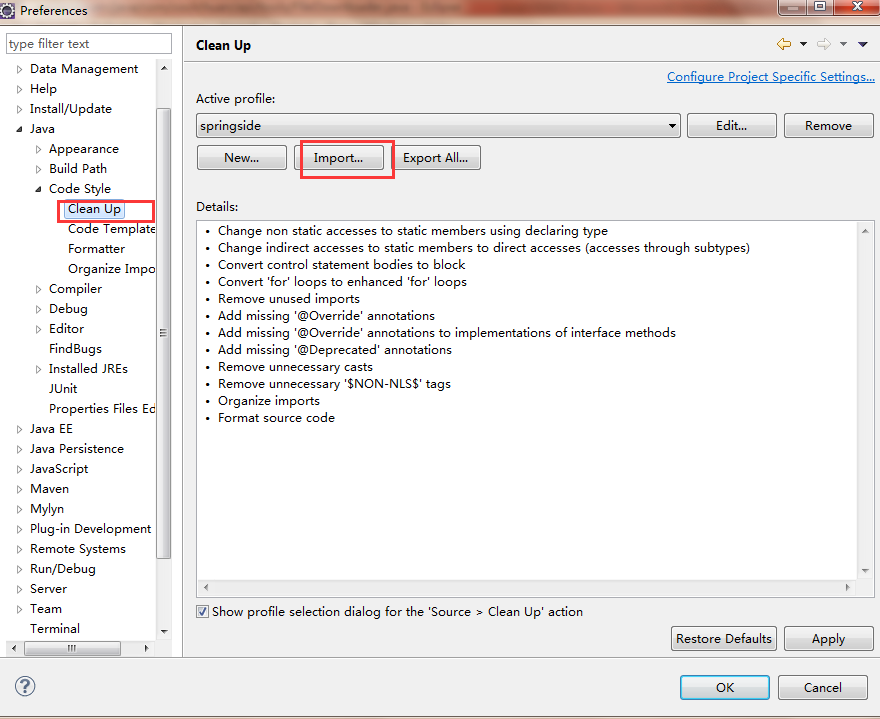 Preferences
type filter text
Data Management
Help
Install/Update
Java
Appearance
Build Path
Code Style
Clean Up
Code Template
Formatter
Organize Impo
Compiler
Debug
Editor
FindBugs
Installed JREs
JUnit
Properties Files Ed
Java EE
Java Persistence
JavaScript
Maven
Mylyn
Plug-in Development
Remote Systems
Run/Debug
Server
Team
Terminal
Clean Up
Configure Project Specific Settings...
Active profile:
springside
Edit...
Remove
New...
Import...
Export All...
Details:
• Change non static accesses to static members using declaring type
• Change indirect accesses to static members to direct accesses (accesses through subtypes)
• Convert control statement bodies to block
• Convert 'for' loops to enhanced 'for' loops
• Remove unused imports
• Add missing '@Override' annotations
• Add missing '@Override' annotations to implementations of interface methods
• Add missing '@Deprecated' annotations
• Remove unnecessary casts
• Remove unnecessary '$NON-NLS$' tags
• Organize imports
• Format source code
Show profile selection dialog for the 'Source > Clean Up' action
Restore Defaults
Apply
?
OK
Cancel